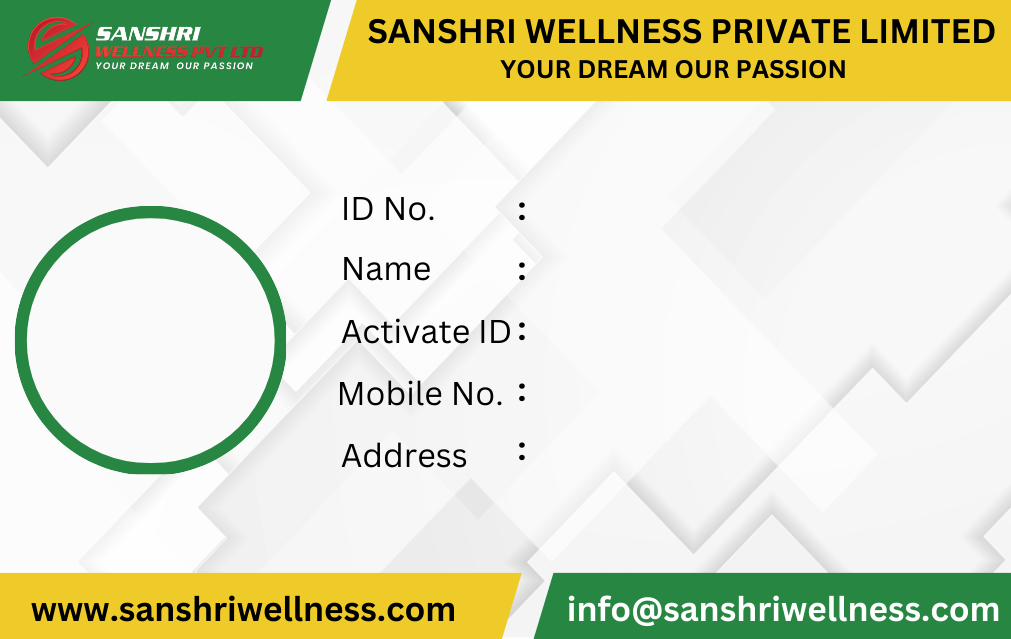 SANSHRI
WELLNESS PVT LTD
YOUR DREAM OUR PASSION
SANSHRI WELLNESS PRIVATE LIMITED
YOUR DREAM OUR PASSION
ID No. :
Name :
Activate ID :
Mobile No. :
Address :
www.sanshriwellness.com
info@sanshriwellness.com